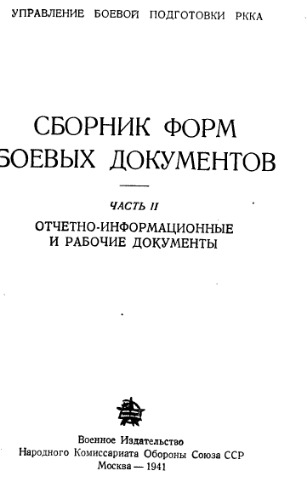 УПРАВЛЕНИЕ БОЕВОЙ ПОДГОТОВКИ РККА
СБОРНИК ФОРМ
БОЕВЫХ ДОКУМЕНТОВ
ЧАСТЬ II
ОТЧЕТНО-ИНФОРМАЦИОННЫЕ
И РАБОЧИЕ ДОКУМЕНТЫ
Военное Издательство
Народного Комиссариата Обороны Союза ССР
Москва — 1941